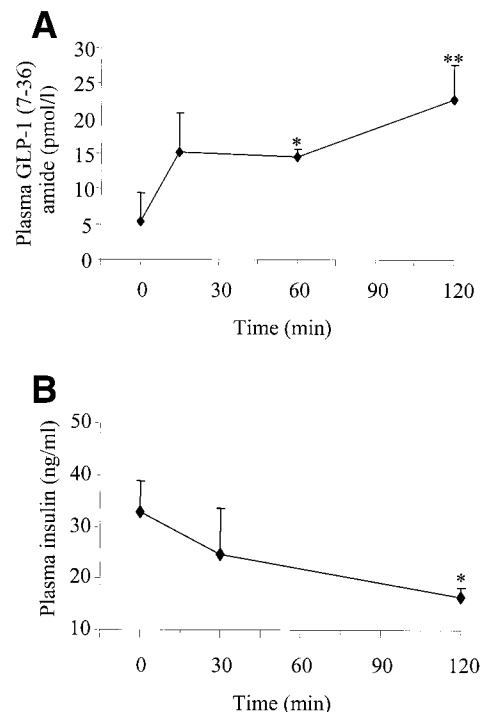 A
Plasma GLP-1 (7-36)
amide (pmol/l)
30
25
20
15
10
5
0
*
**
0 30 60 90 120
Time (min)
B
Plasma insulin (ng/ml)
50
40
30
20
10
*
0 30 60 90 120
Time (min)